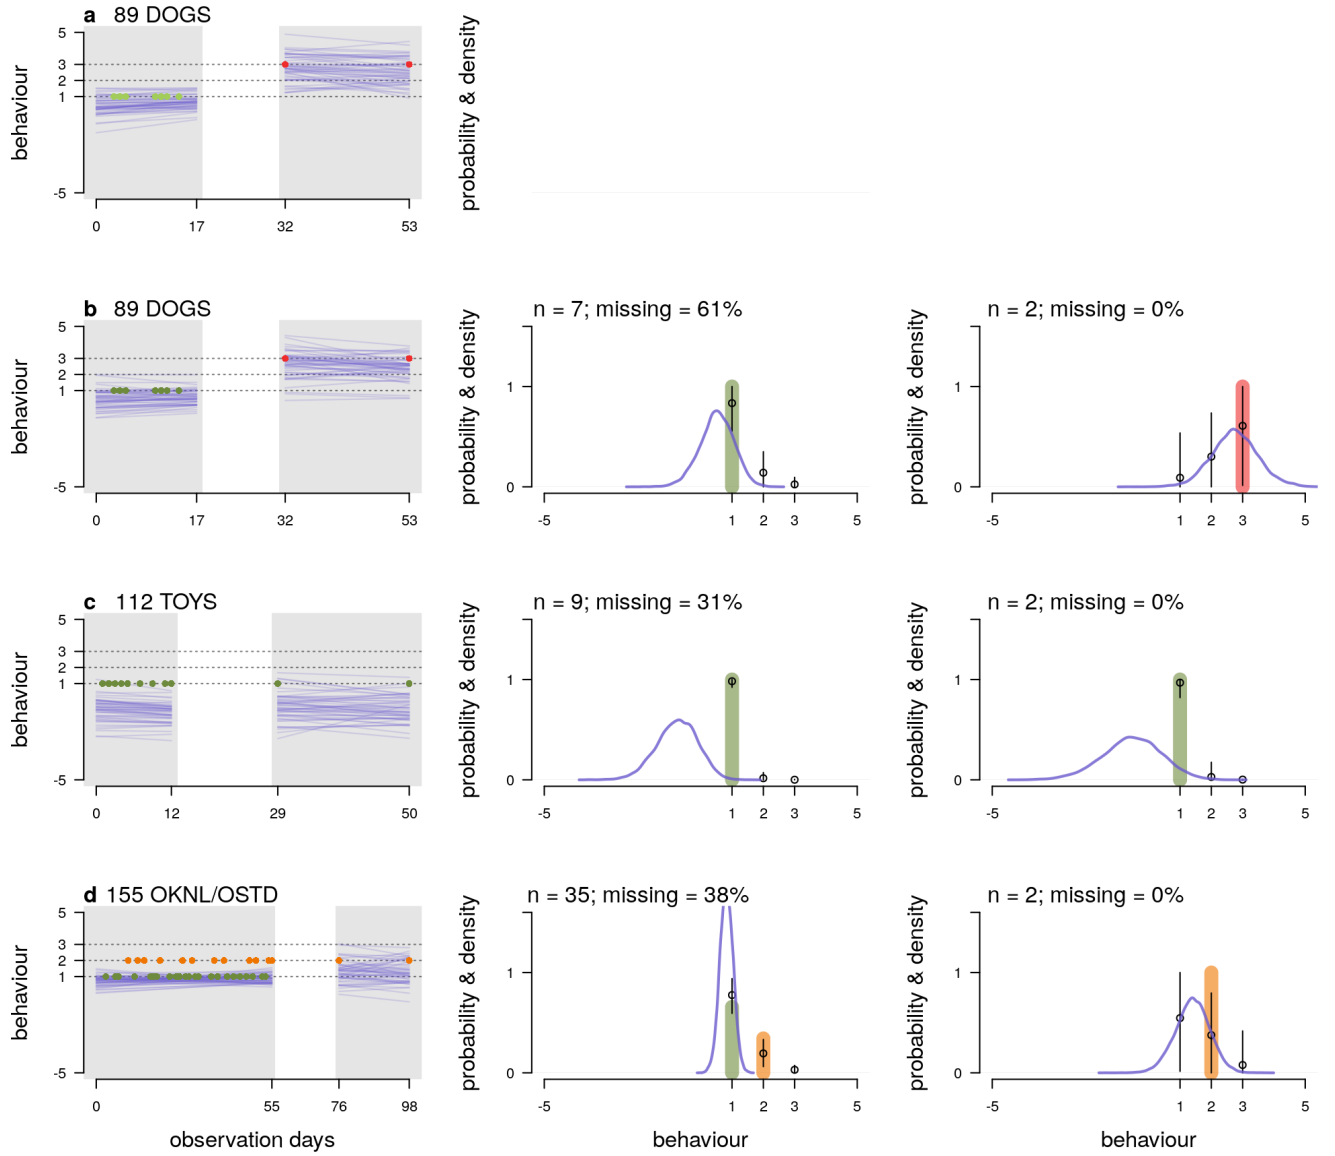 a 89 DOGS
behaviour
5
3
2
1
-5
0 17 32 53
probability & density
b 89 DOGS
behaviour
5
3
2
1
-5
0 17 32 53
n = 7; missing = 61%
probability & density
1
0
-5 1 2 3 5
n = 2; missing = 0%
probability & density
1
0
-5 1 2 3 5
c 112 TOYS
behaviour
5
3
2
1
-5
0 12 29 50
n = 9; missing = 31%
probability & density
1
0
-5 1 2 3 5
n = 2; missing = 0%
probability & density
1
0
-5 1 2 3 5
d 155 OKNL/OSTD
behaviour
5
3
2
1
-5
0 55 76 98
observation days
n = 35; missing = 38%
probability & density
1
0
-5 1 2 3 5
behaviour
n = 2; missing = 0%
probability & density
1
0
-5 1 2 3 5
behaviour